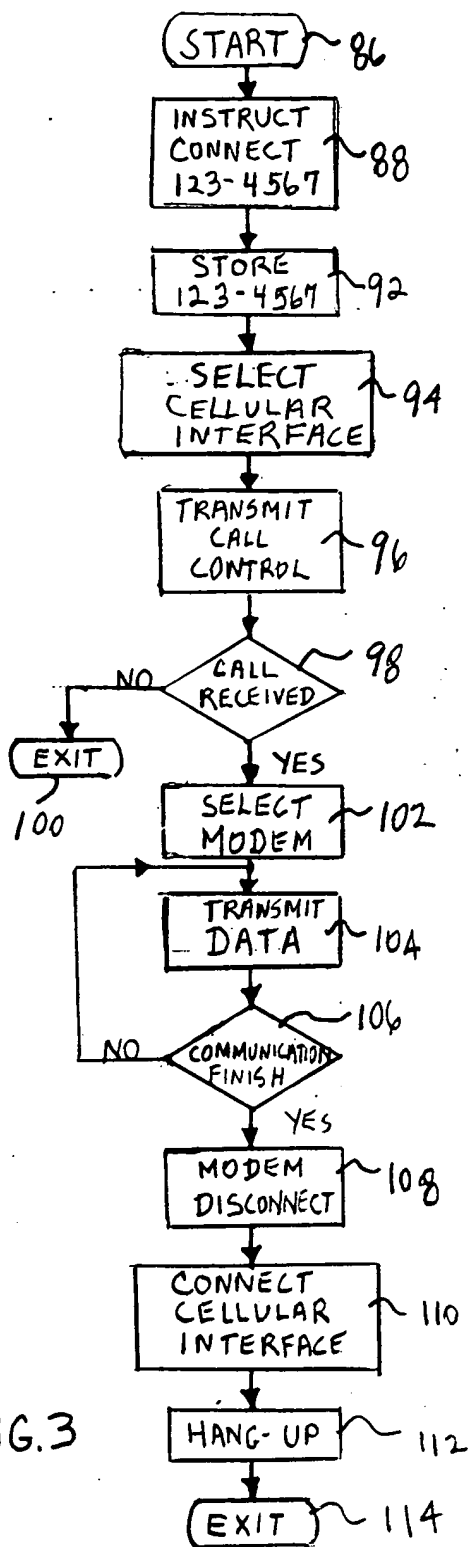 START
86
INSTRUCT
CONNECT
123-4567
88
STORE
123-4567
92
SELECT
CELLULAR
INTERFACE
94
TRANSMIT
CALL
CONTROL
96
CALL
RECEIVED
98
NO
EXIT
100
YES
SELECT
MODEM
102
TRANSMIT
DATA
104
COMMUNICATION
FINISH
106
NO
YES
MODEM
DISCONNECT
108
CONNECT
CELLULAR
INTERFACE
110
HANG-UP
112
EXIT
114
G.3